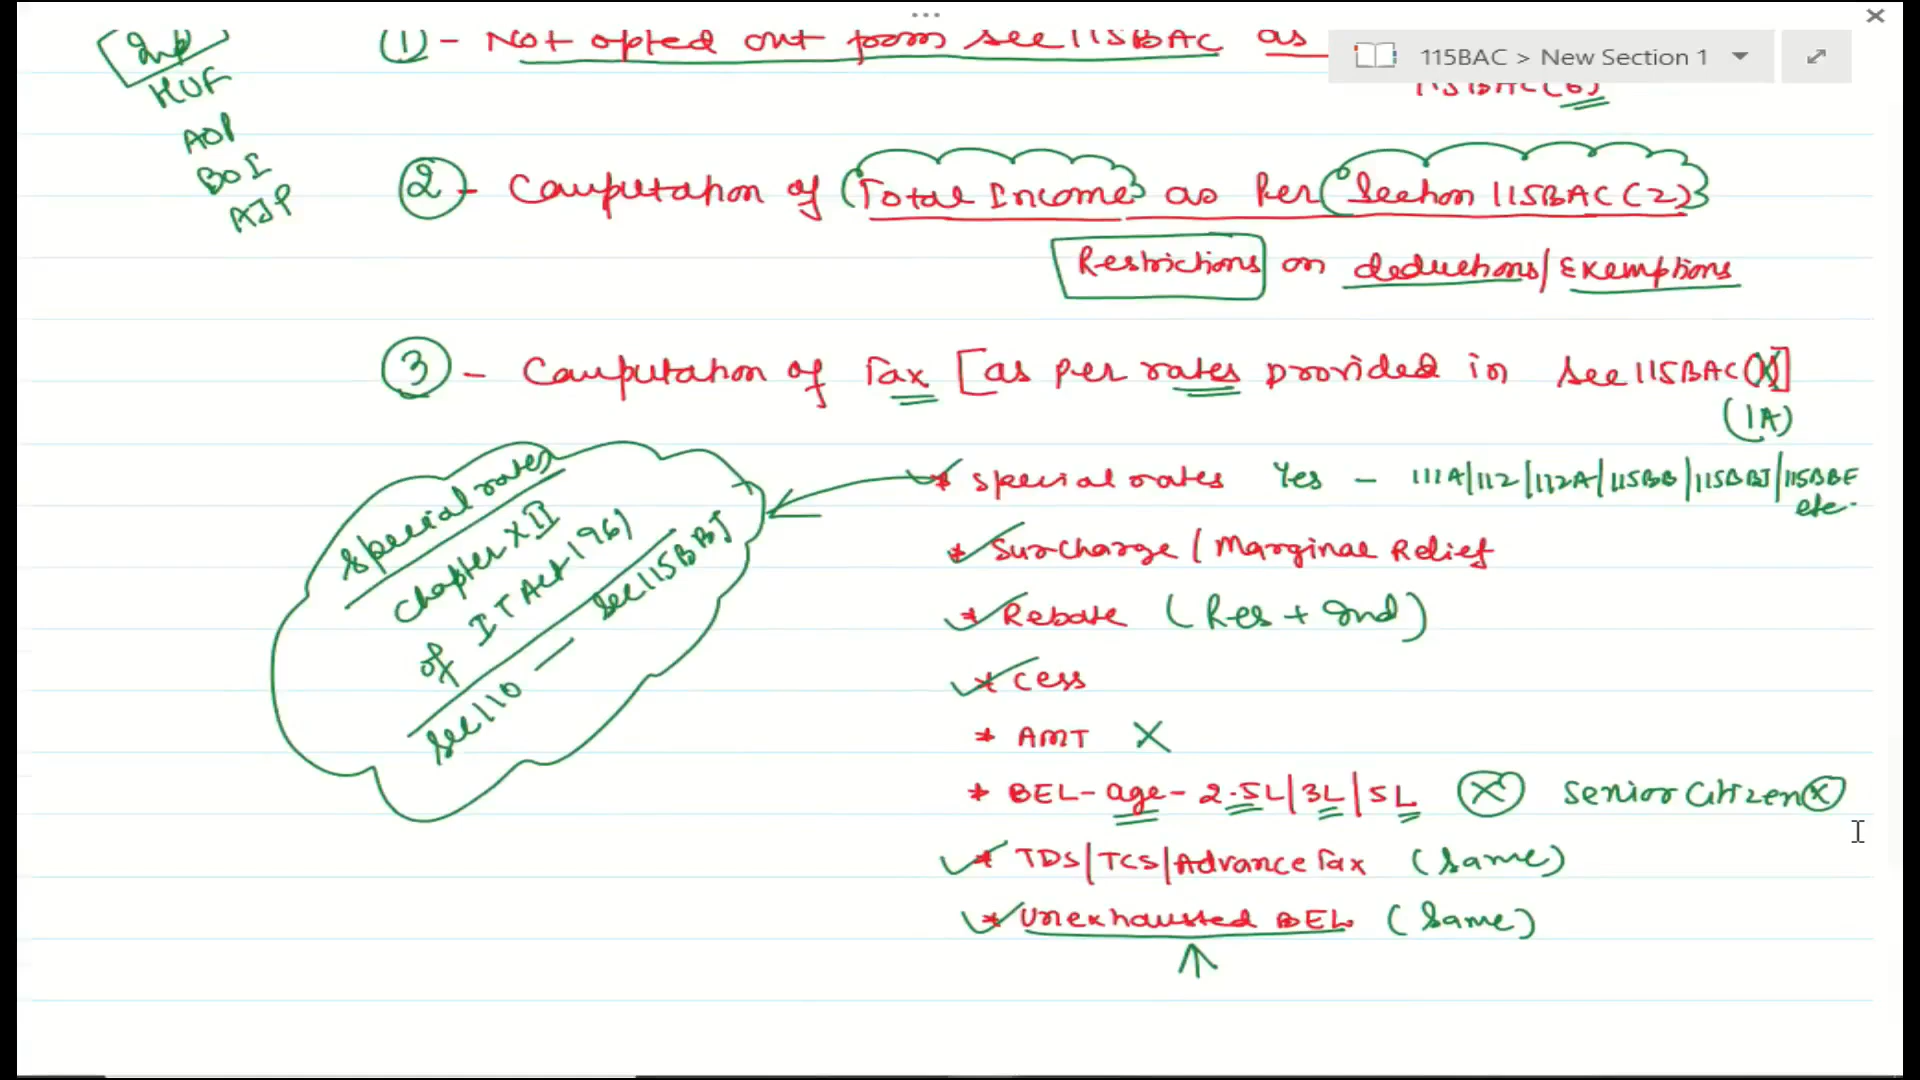 Ind
HUF
AOP
BOI
AJP
(1) - Not opted out from sec 115BAC as
115BAC > New Section 1
115BAC(6)
② - Computation of Total Income as Per Section 115BAC (2)
Restrictions on deductions/Exemptions
③ - Computation of Tax [as per rates provided in Sec 115BAC(1)]
(1A)
* Special rates Yes - 111A/112/112A/115BB/115BBJ/115BBE etc.
* Surcharge / Marginal Relief
* Rebate (Res + Ind)
* Cess
* AMT X
* BEL - age - 2.5L/3L/5L X Senior Citizen X
* TDS/TCS/Advance Tax (Same)
* Unexhausted BEL (Same)
Special rates
Chapter XII
of IT Act 1961
Sec 110 — Sec 115BBJ